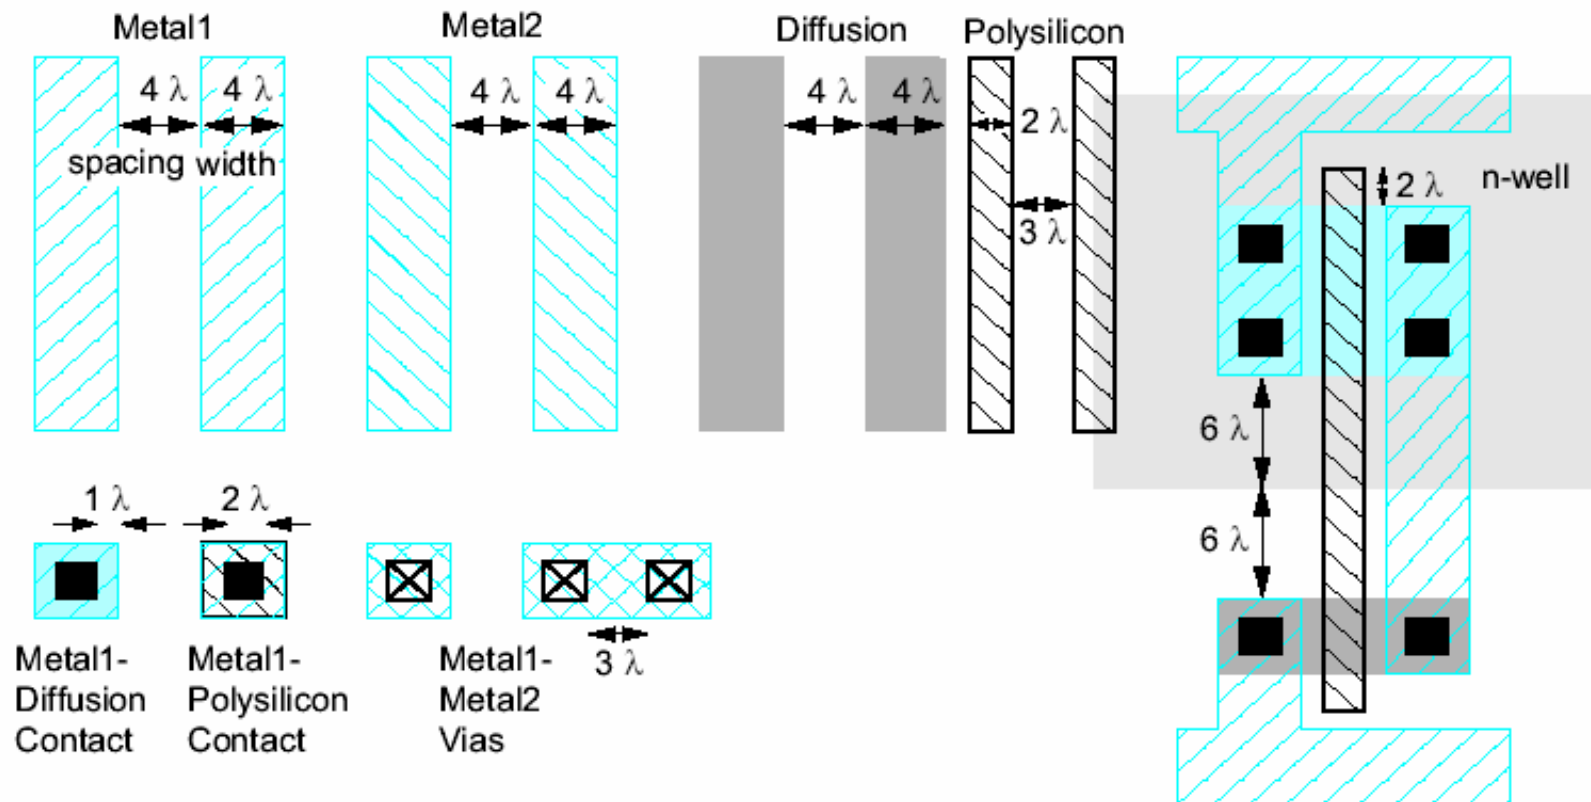 Metal1
Metal2
Diffusion
Polysilicon
4 λ
4 λ
4 λ
4 λ
4 λ
4 λ
2 λ
spacing width
3 λ
2 λ
n-well
6 λ
6 λ
1 λ
2 λ
3 λ
Metal1-
Diffusion
Contact
Metal1-
Polysilicon
Contact
Metal1-
Metal2
Vias